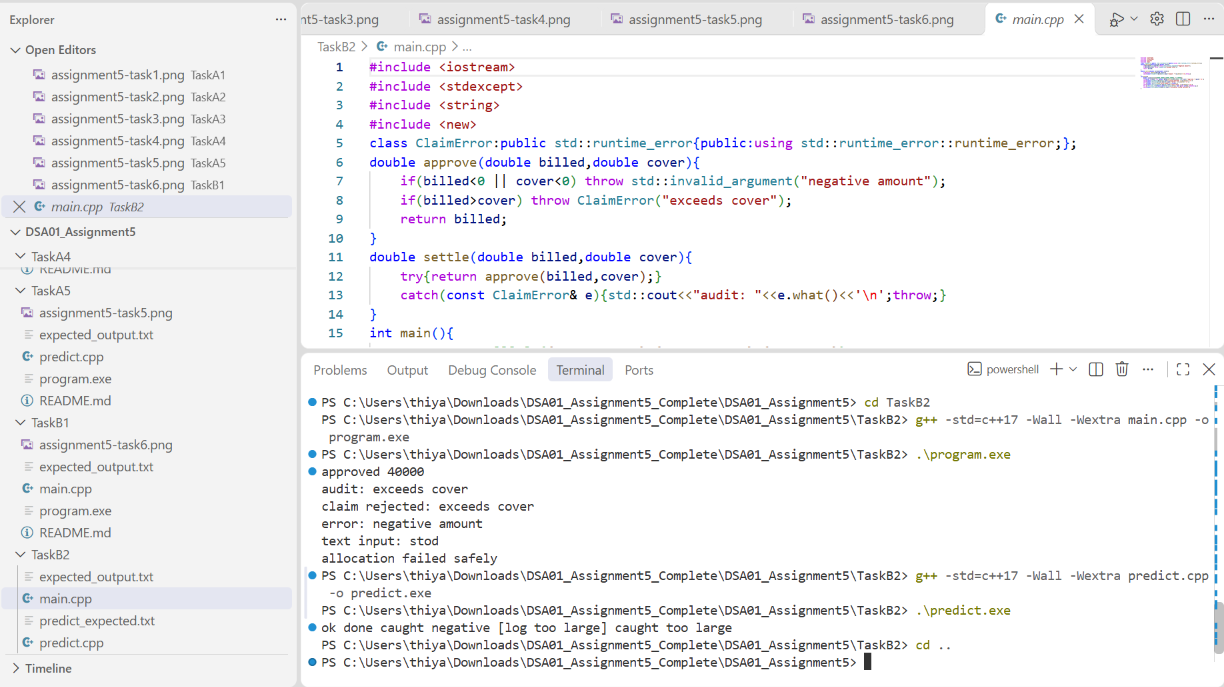 Explorer ···
Open Editors
assignment5-task1.png TaskA1
assignment5-task2.png TaskA2
assignment5-task3.png TaskA3
assignment5-task4.png TaskA4
assignment5-task5.png TaskA5
assignment5-task6.png TaskB1
main.cpp TaskB2
DSA01_Assignment5
TaskA4
README.md
TaskA5
assignment5-task5.png
expected_output.txt
predict.cpp
program.exe
README.md
TaskB1
assignment5-task6.png
expected_output.txt
main.cpp
program.exe
README.md
TaskB2
expected_output.txt
main.cpp
predict_expected.txt
predict.cpp
Timeline
nt5-task3.png assignment5-task4.png assignment5-task5.png assignment5-task6.png main.cpp
TaskB2 > main.cpp > ...
1 #include <iostream>
2 #include <stdexcept>
3 #include <string>
4 #include <new>
5 class ClaimError:public std::runtime_error{public:using std::runtime_error::runtime_error;};
6 double approve(double billed,double cover){
7 if(billed<0 || cover<0) throw std::invalid_argument("negative amount");
8 if(billed>cover) throw ClaimError("exceeds cover");
9 return billed;
10 }
11 double settle(double billed,double cover){
12 try{return approve(billed,cover);}
13 catch(const ClaimError& e){std::cout<<"audit: "<<e.what()<<'\n';throw;}
14 }
15 int main(){
Problems Output Debug Console Terminal Ports powershell
PS C:\Users\thiya\Downloads\DSA01_Assignment5_Complete\DSA01_Assignment5> cd TaskB2
PS C:\Users\thiya\Downloads\DSA01_Assignment5_Complete\DSA01_Assignment5\TaskB2> g++ -std=c++17 -Wall -Wextra main.cpp -o
program.exe
PS C:\Users\thiya\Downloads\DSA01_Assignment5_Complete\DSA01_Assignment5\TaskB2> .\program.exe
approved 40000
audit: exceeds cover
claim rejected: exceeds cover
error: negative amount
text input: stod
allocation failed safely
PS C:\Users\thiya\Downloads\DSA01_Assignment5_Complete\DSA01_Assignment5\TaskB2> g++ -std=c++17 -Wall -Wextra predict.cpp
-o predict.exe
PS C:\Users\thiya\Downloads\DSA01_Assignment5_Complete\DSA01_Assignment5\TaskB2> .\predict.exe
ok done caught negative [log too large] caught too large
PS C:\Users\thiya\Downloads\DSA01_Assignment5_Complete\DSA01_Assignment5\TaskB2> cd ..
PS C:\Users\thiya\Downloads\DSA01_Assignment5_Complete\DSA01_Assignment5>